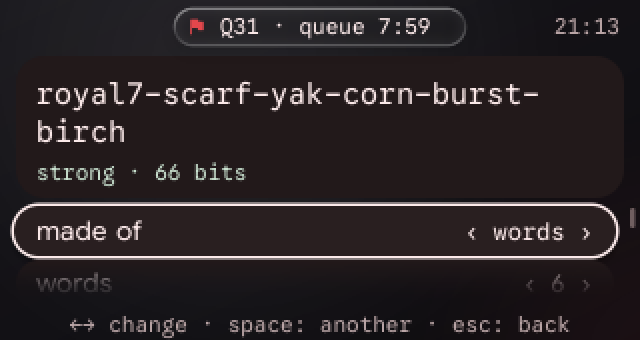 Q31 · queue 7:59
21:13
royal7-scarf-yak-corn-burst-
birch
strong · 66 bits
made of ‹ words ›
words ‹ 6 ›
↔ change · space: another · esc: back